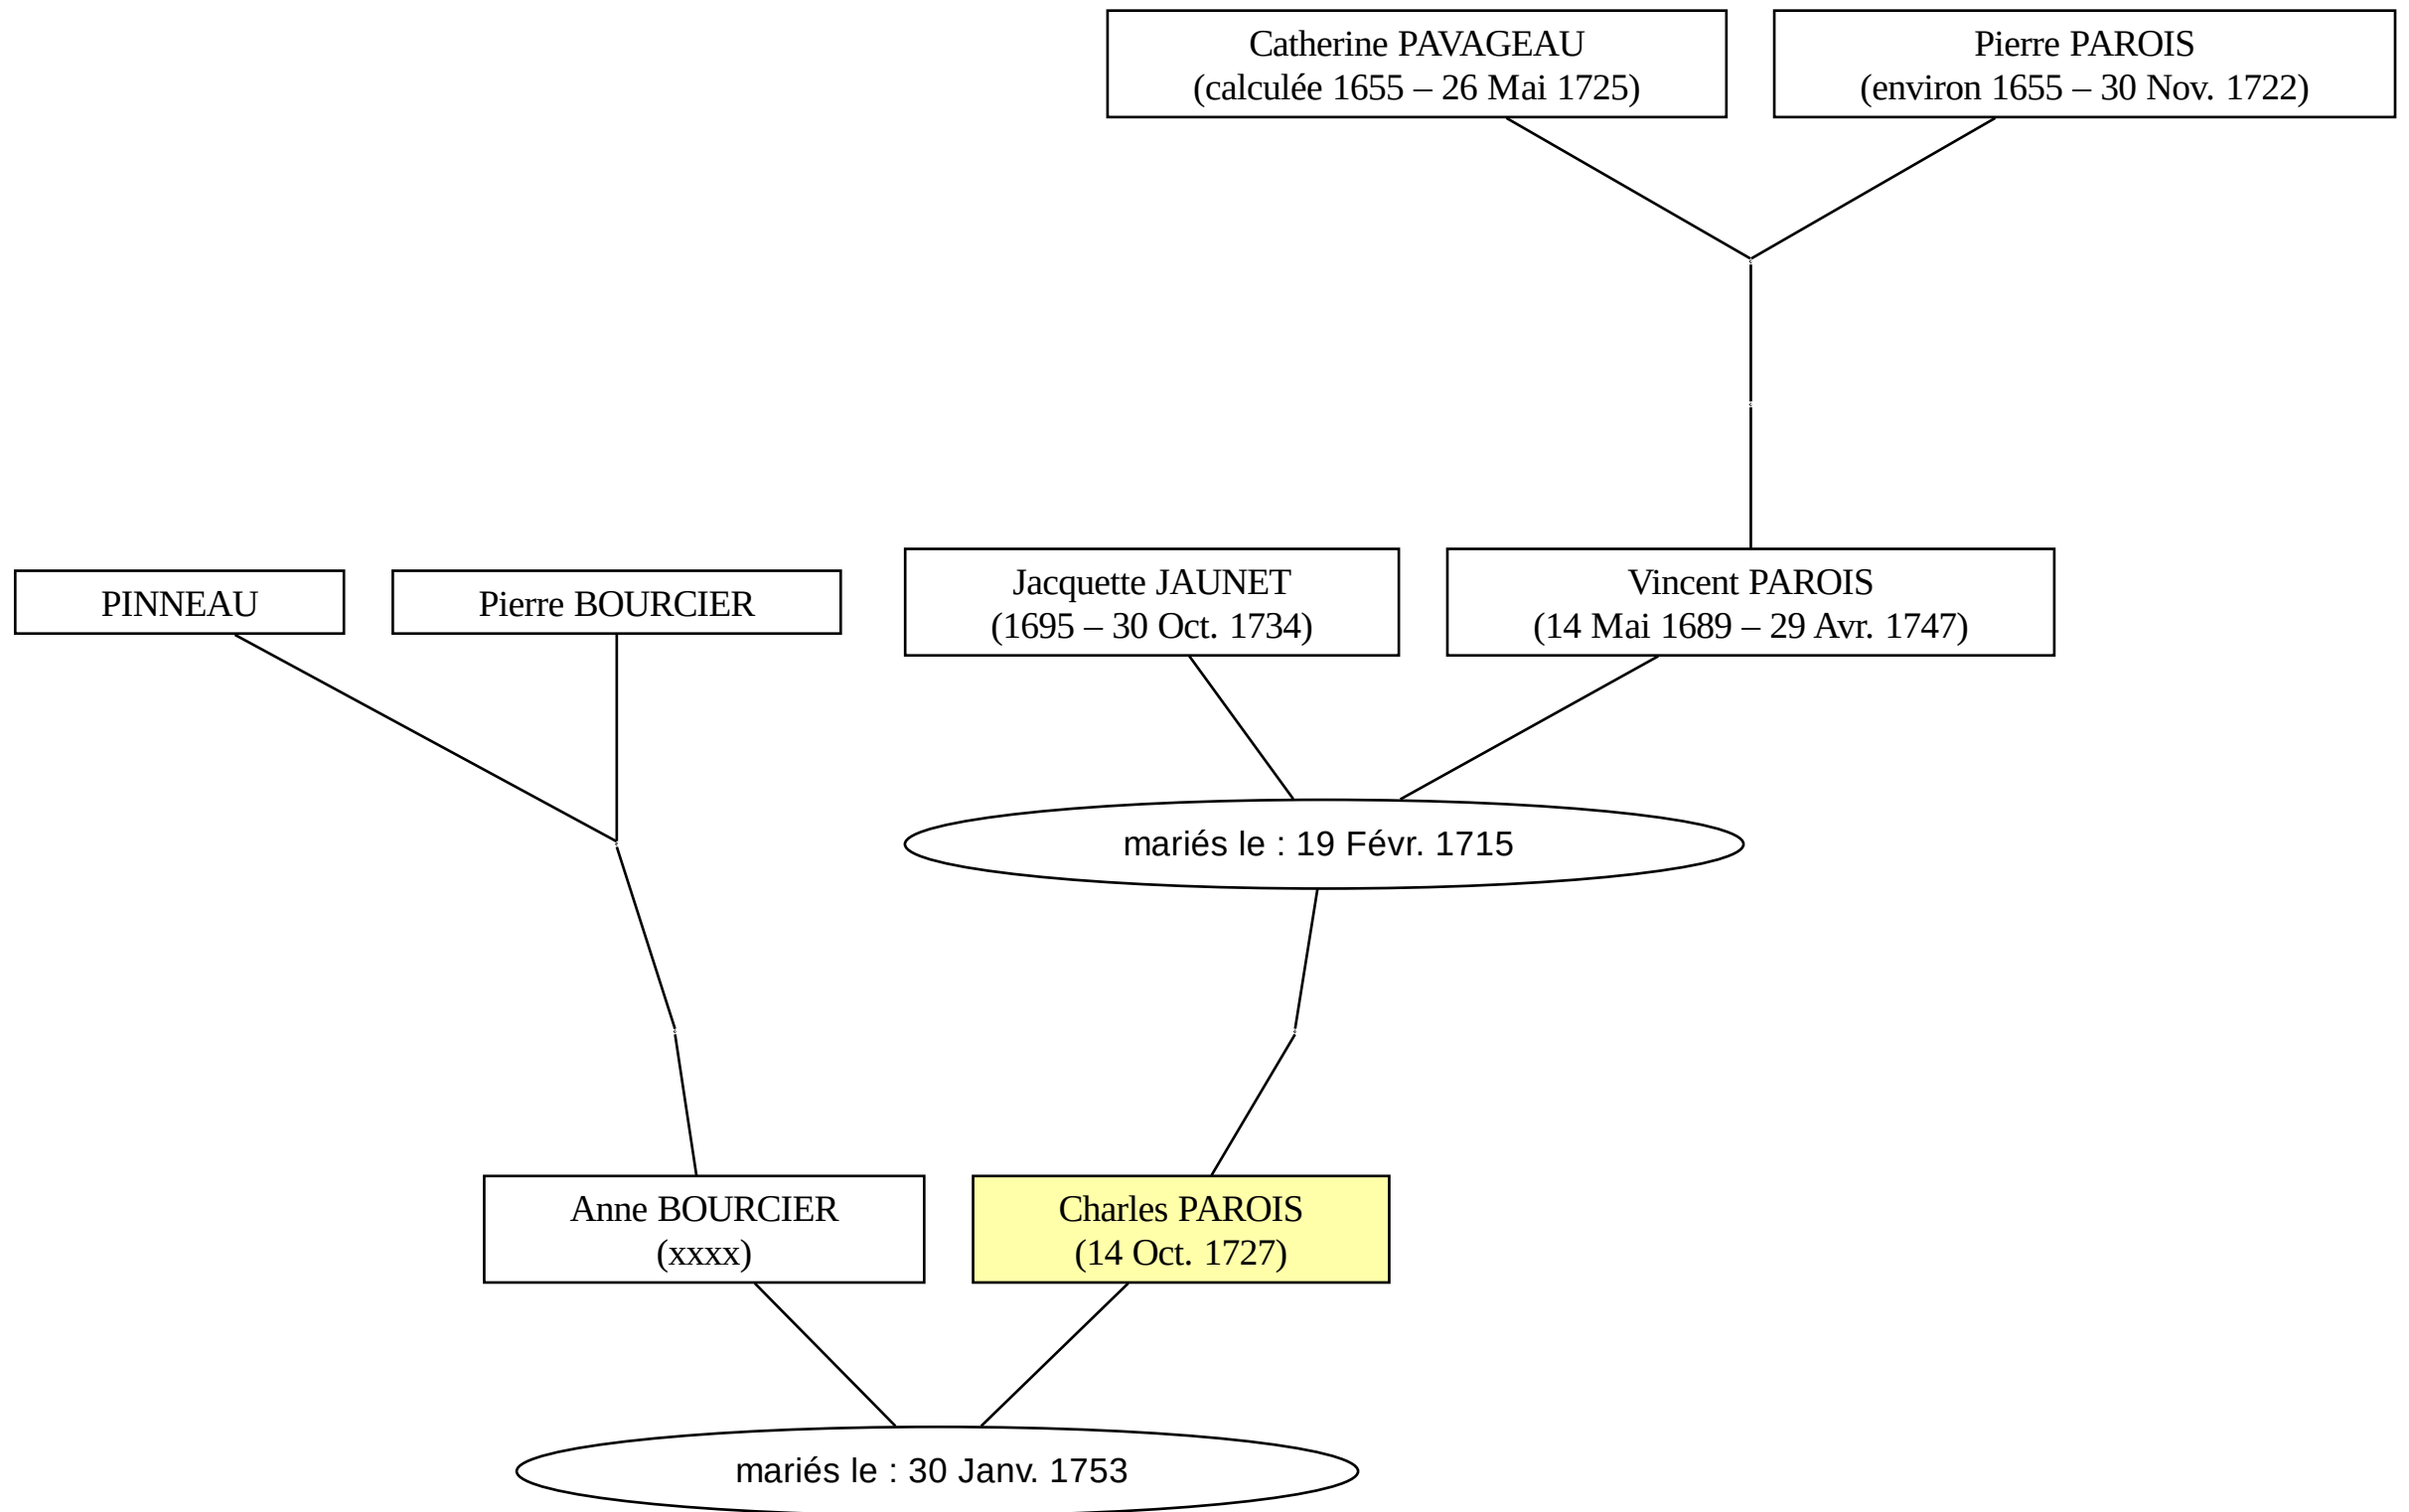 Catherine PAVAGEAU
(calculée 1655 – 26 Mai 1725)
Pierre PAROIS
(environ 1655 – 30 Nov. 1722)
PINNEAU
Pierre BOURCIER
Jacquette JAUNET
(1695 – 30 Oct. 1734)
Vincent PAROIS
(14 Mai 1689 – 29 Avr. 1747)
mariés le : 19 Févr. 1715
Anne BOURCIER
(xxxx)
Charles PAROIS
(14 Oct. 1727)
mariés le : 30 Janv. 1753